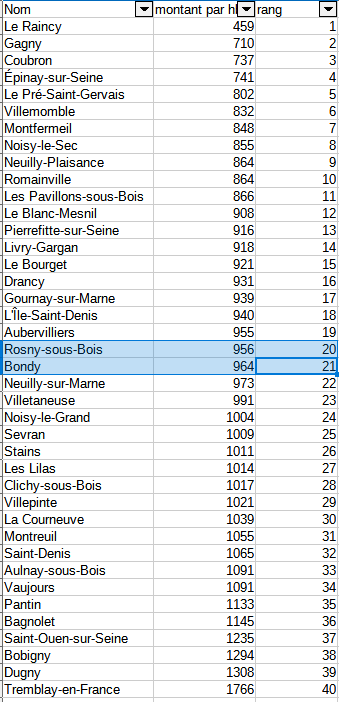 Nom montant par h rang
Le Raincy 459 1
Gagny 710 2
Coubron 737 3
Épinay-sur-Seine 741 4
Le Pré-Saint-Gervais 802 5
Villemomble 832 6
Montfermeil 848 7
Noisy-le-Sec 855 8
Neuilly-Plaisance 864 9
Romainville 864 10
Les Pavillons-sous-Bois 866 11
Le Blanc-Mesnil 908 12
Pierrefitte-sur-Seine 916 13
Livry-Gargan 918 14
Le Bourget 921 15
Drancy 931 16
Gournay-sur-Marne 939 17
L'Île-Saint-Denis 940 18
Aubervilliers 955 19
Rosny-sous-Bois 956 20
Bondy 964 21
Neuilly-sur-Marne 973 22
Villetaneuse 991 23
Noisy-le-Grand 1004 24
Sevran 1009 25
Stains 1011 26
Les Lilas 1014 27
Clichy-sous-Bois 1017 28
Villepinte 1021 29
La Courneuve 1039 30
Montreuil 1055 31
Saint-Denis 1065 32
Aulnay-sous-Bois 1091 33
Vaujours 1091 34
Pantin 1133 35
Bagnolet 1145 36
Saint-Ouen-sur-Seine 1235 37
Bobigny 1294 38
Dugny 1308 39
Tremblay-en-France 1766 40